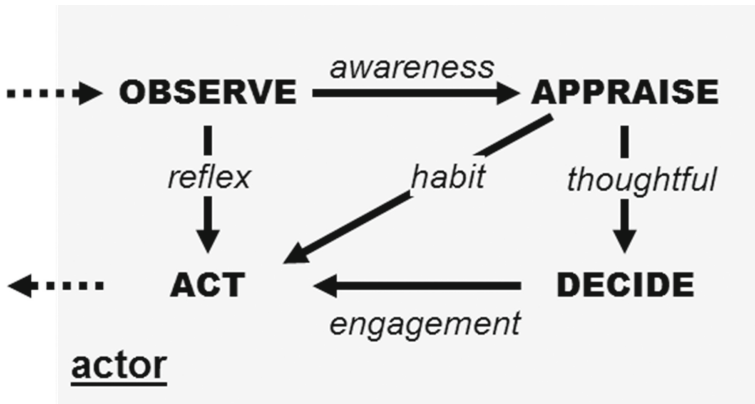 awareness
OBSERVE APPRAISE
reflex habit thoughtful
ACT DECIDE
engagement
actor